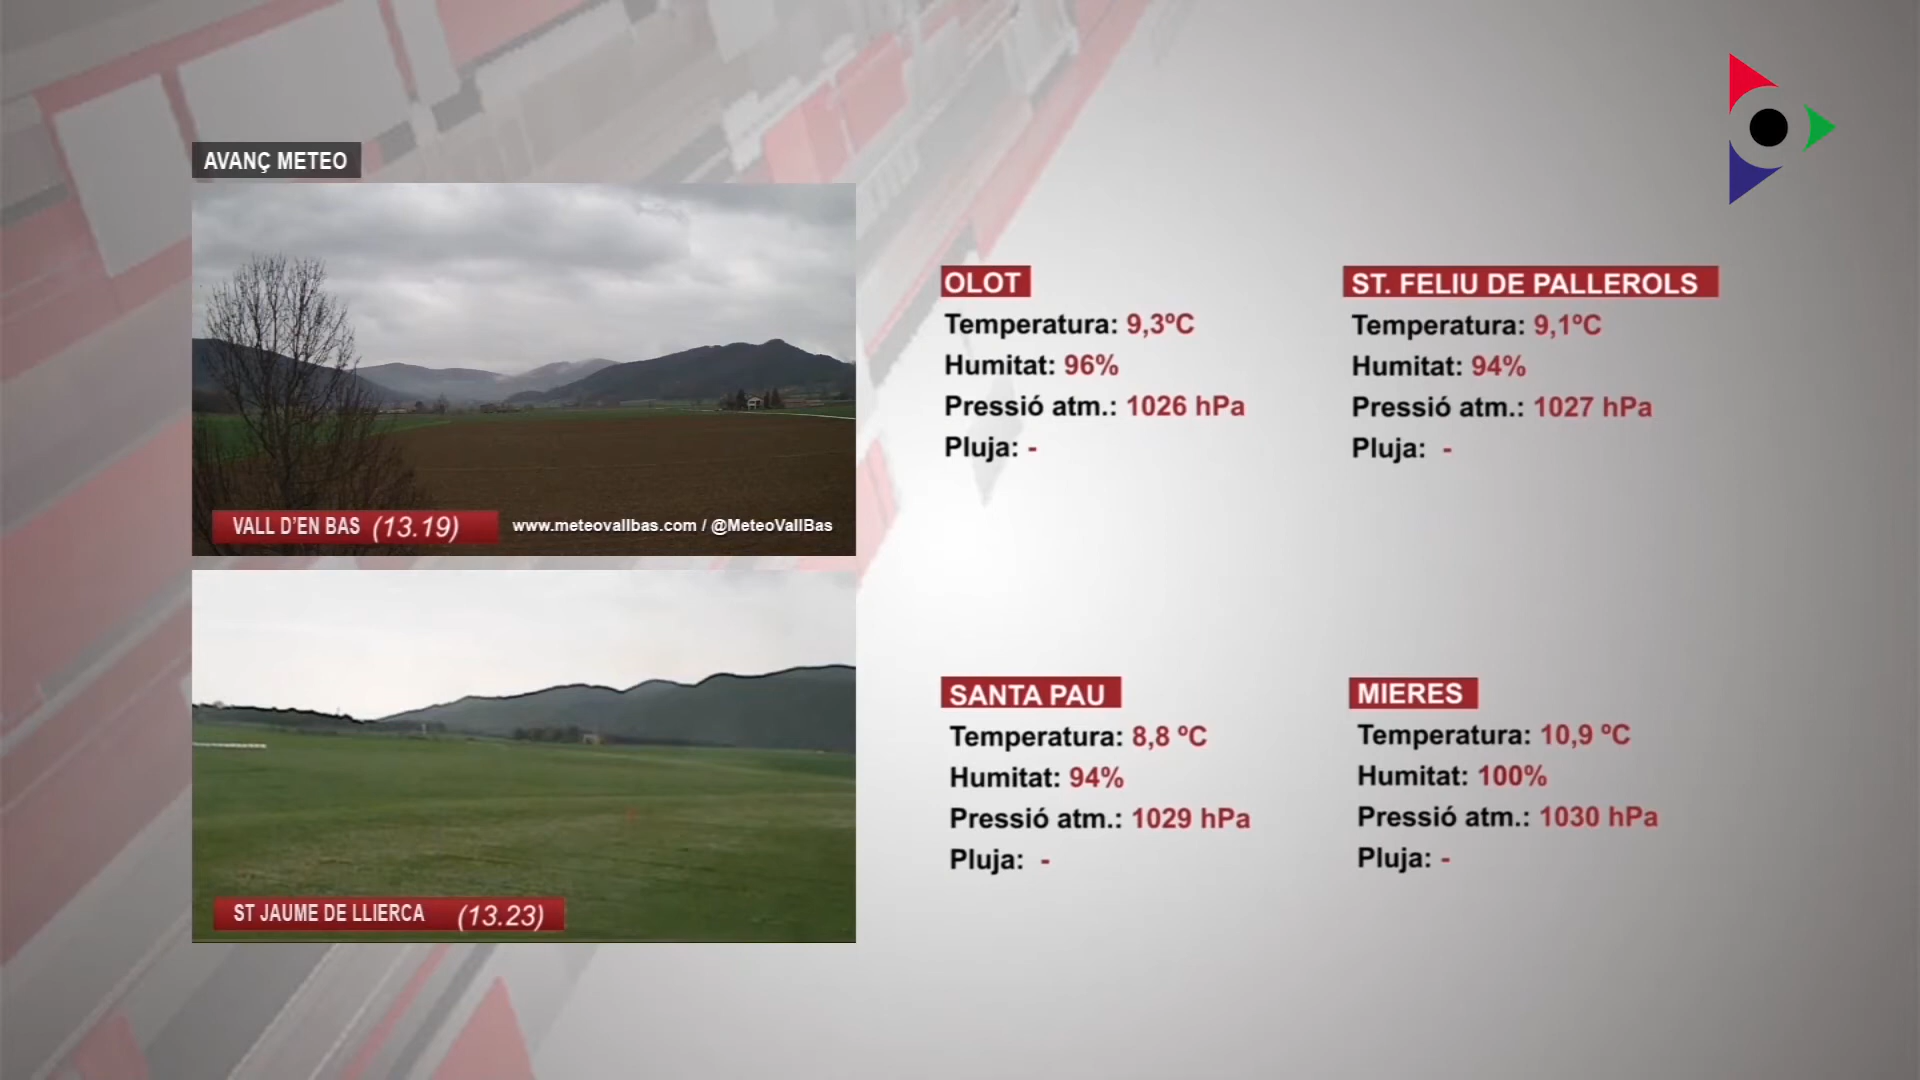 AVANÇ METEO
VALL D'EN BAS (13.19)
www.meteovallbas.com / @MeteoVallBas
ST JAUME DE LLIERCA (13.23)
OLOT
Temperatura: 9,3ºC
Humitat: 96%
Pressió atm.: 1026 hPa
Pluja: -
ST. FELIU DE PALLEROLS
Temperatura: 9,1ºC
Humitat: 94%
Pressió atm.: 1027 hPa
Pluja: -
SANTA PAU
Temperatura: 8,8 ºC
Humitat: 94%
Pressió atm.: 1029 hPa
Pluja: -
MIERES
Temperatura: 10,9 ºC
Humitat: 100%
Pressió atm.: 1030 hPa
Pluja: -